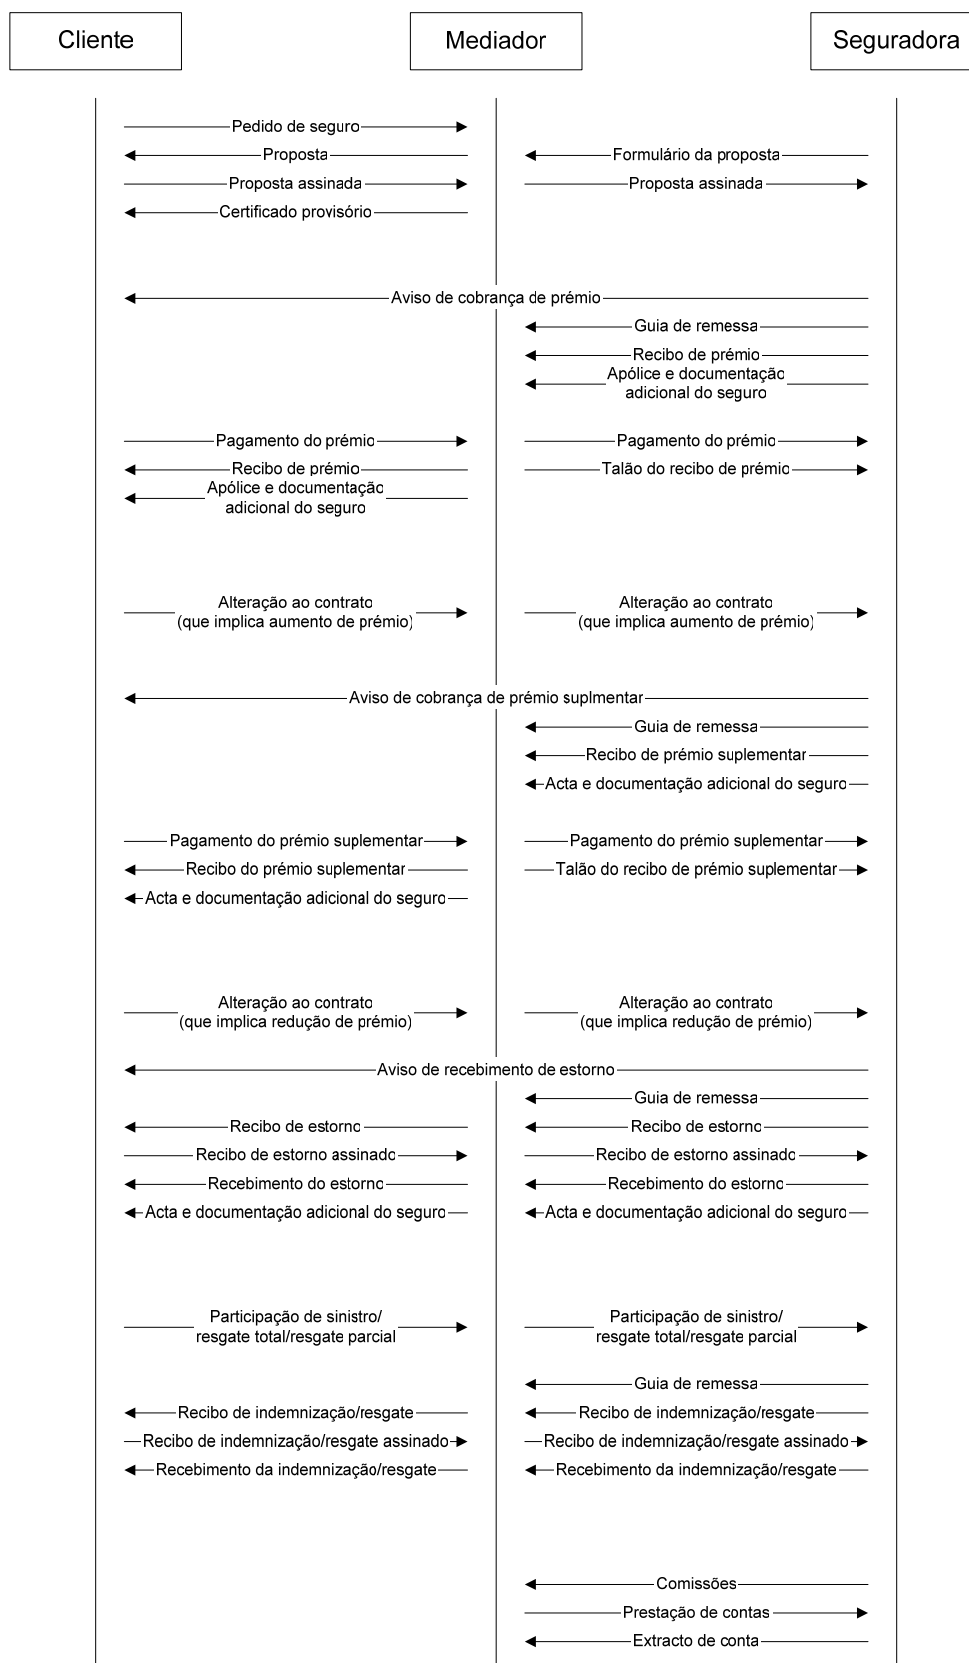 Cliente
Mediador
Seguradora
Pedido de seguro
Proposta
Formulário da proposta
Proposta assinada
Proposta assinada
Certificado provisório
Aviso de cobrança de prémio
Guia de remessa
Recibo de prémio
Apólice e documentação
adicional do seguro
Pagamento do prémio
Pagamento do prémio
Recibo de prémio
Talão do recibo de prémio
Apólice e documentação
adicional do seguro
Alteração ao contrato
(que implica aumento de prémio)
Alteração ao contrato
(que implica aumento de prémio)
Aviso de cobrança de prémio suplmentar
Guia de remessa
Recibo de prémio suplementar
Acta e documentação adicional do seguro
Pagamento do prémio suplementar
Pagamento do prémio suplementar
Recibo do prémio suplementar
Talão do recibo de prémio suplementar
Acta e documentação adicional do seguro
Alteração ao contrato
(que implica redução de prémio)
Alteração ao contrato
(que implica redução de prémio)
Aviso de recebimento de estorno
Guia de remessa
Recibo de estorno
Recibo de estorno
Recibo de estorno assinado
Recibo de estorno assinado
Recebimento do estorno
Recebimento do estorno
Acta e documentação adicional do seguro
Acta e documentação adicional do seguro
Participação de sinistro/
resgate total/resgate parcial
Participação de sinistro/
resgate total/resgate parcial
Guia de remessa
Recibo de indemnização/resgate
Recibo de indemnização/resgate
Recibo de indemnização/resgate assinado
Recibo de indemnização/resgate assinado
Recebimento da indemnização/resgate
Recebimento da indemnização/resgate
Comissões
Prestação de contas
Extracto de conta